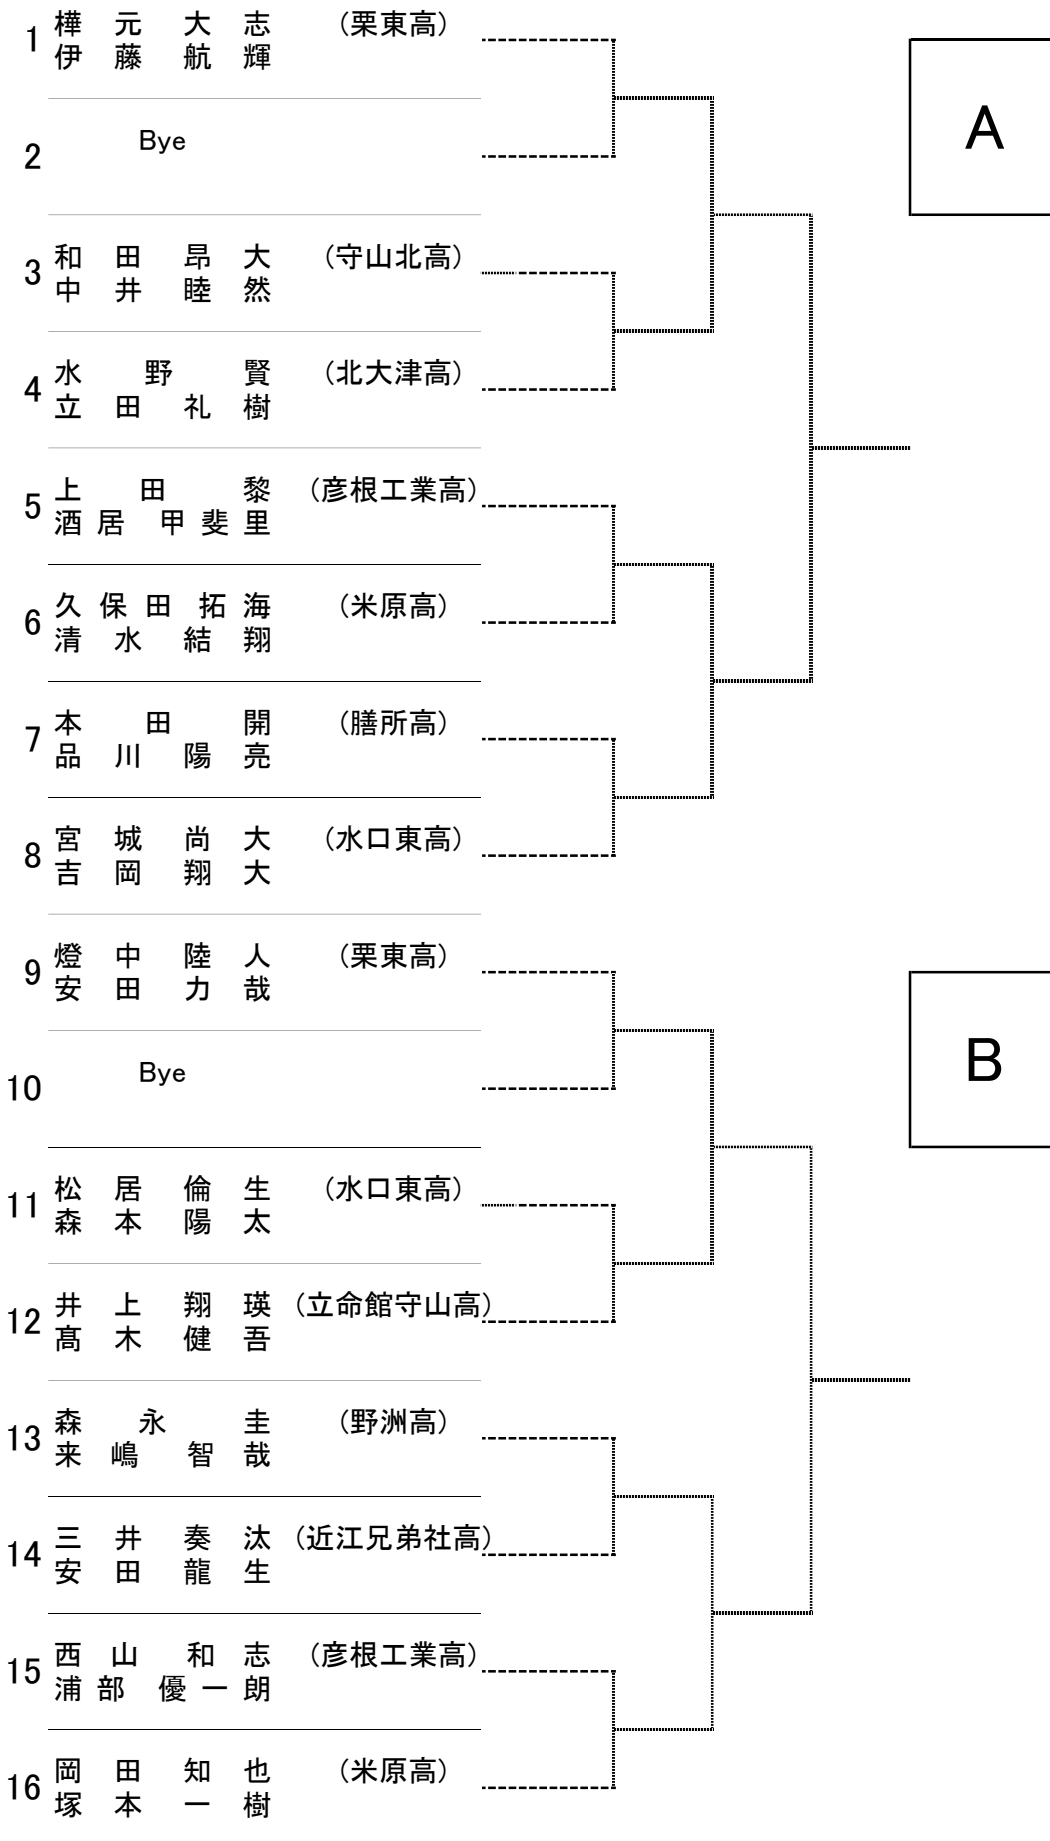 1 樺元 大志 (栗東高)
伊藤 航輝
2 Bye
3 和田 昂大 (守山北高)
中井 睦然
4 水野 賢 (北大津高)
立田 礼樹
5 上田 黎 (彦根工業高)
酒居 甲斐里
6 久保田 拓海 (米原高)
清水 結翔
7 本田 開 (膳所高)
品川 陽亮
8 宮城 尚大 (水口東高)
吉岡 翔大
9 燈中 陸人 (栗東高)
安田 力哉
10 Bye
11 松居 倫生 (水口東高)
森本 陽太
12 井上 翔瑛 (立命館守山高)
髙木 健吾
13 森永 圭 (野洲高)
来嶋 智哉
14 三井 奏汰 (近江兄弟社高)
安田 龍生
15 西山 和志 (彦根工業高)
浦部 優一朗
16 岡田 知也 (米原高)
塚本 一樹
A
B